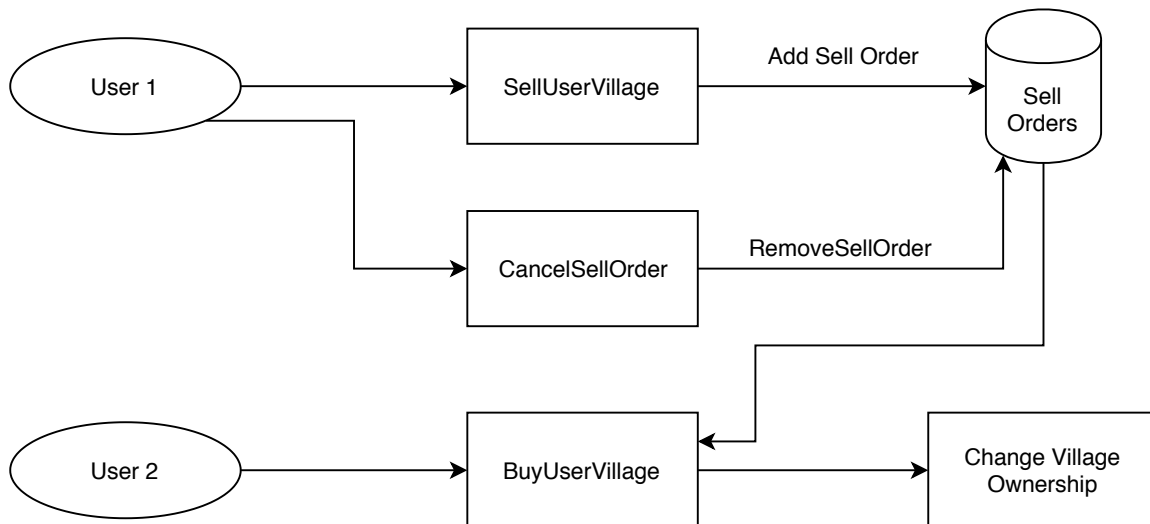 User 1
SellUserVillage
Add Sell Order
Sell
Orders
CancelSellOrder
RemoveSellOrder
User 2
BuyUserVillage
Change Village
Ownership